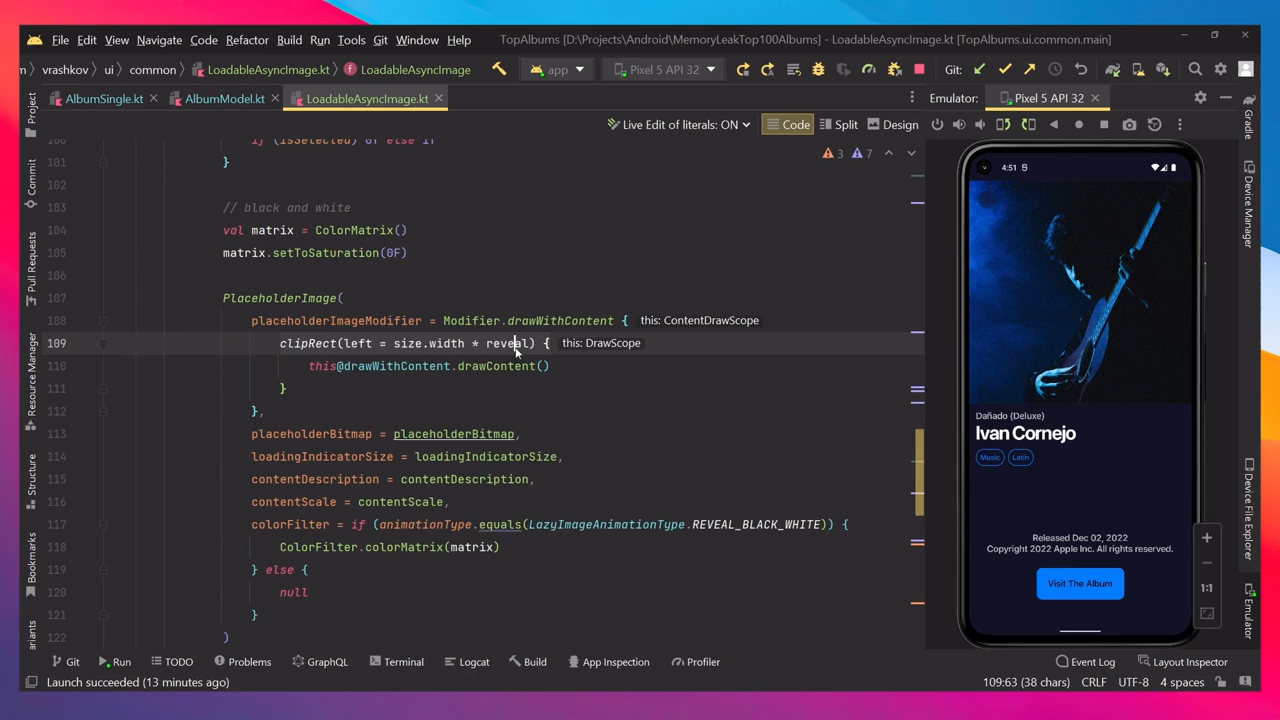 File Edit View Navigate Code Refactor Build Run Tools Git Window Help TopAlbums [D:\Projects\Android\MemoryLeakTop100Albums] - LoadableAsyncImage.kt [TopAlbums.ui.common.main]
vrashkov ui common LoadableAsyncImage.kt LoadableAsyncImage app Pixel 5 API 32 Git:
AlbumSingle.kt AlbumModel.kt LoadableAsyncImage.kt Emulator: Pixel 5 API 32
Live Edit of literals: ON Code Split Design
3 7
101 }
102
103 // black and white
104 val matrix = ColorMatrix()
105 matrix.setToSaturation(0F)
106
107 PlaceholderImage(
108 placeholderImageModifier = Modifier.drawWithContent { this: ContentDrawScope
109 clipRect(left = size.width * reveal) { this: DrawScope
110 this@drawWithContent.drawContent()
111 }
112 },
113 placeholderBitmap = placeholderBitmap,
114 loadingIndicatorSize = loadingIndicatorSize,
115 contentDescription = contentDescription,
116 contentScale = contentScale,
117 colorFilter = if (animationType.equals(LazyImageAnimationType.REVEAL_BLACK_WHITE)) {
118 ColorFilter.colorMatrix(matrix)
119 } else {
120 null
121 }
122 )
Project
Commit
Pull Requests
Resource Manager
Structure
Bookmarks
ariants
4:51
Dañado (Deluxe)
Ivan Cornejo
Music Latin
Released Dec 02, 2022
Copyright 2022 Apple Inc. All rights reserved.
Visit The Album
1:1
Gradle
Device Manager
Device File Explorer
Emulator
Git Run TODO Problems GraphQL Terminal Logcat Build App Inspection Profiler Event Log Layout Inspector
Launch succeeded (13 minutes ago) 109:63 (38 chars) CRLF UTF-8 4 spaces